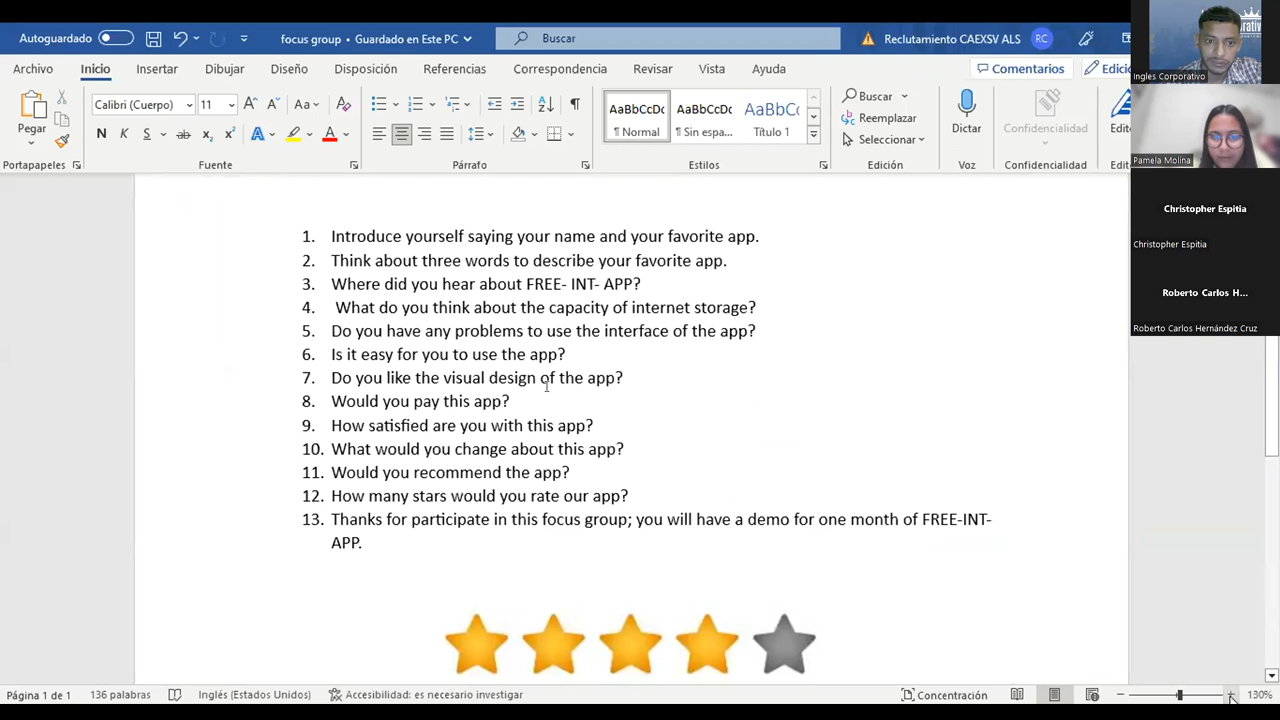 Autoguardado
focus group • Guardado en Este PC
Buscar
Reclutamiento CAEXSV ALS
RC
Archivo Inicio Insertar Dibujar Diseño Disposición Referencias Correspondencia Revisar Vista Ayuda
Comentarios
Edició
Calibri (Cuerpo) 11
Aa
Pegar
N K S ab x₂ x² A A
AaBbCcDc AaBbCcDc AaBbCc
¶ Normal ¶ Sin espa... Título 1
Buscar
Reemplazar
Seleccionar
Dictar
Confidencialidad
Edito
Portapapeles Fuente Párrafo Estilos Edición Voz Confidencialidad
1. Introduce yourself saying your name and your favorite app.
2. Think about three words to describe your favorite app.
3. Where did you hear about FREE- INT- APP?
4. What do you think about the capacity of internet storage?
5. Do you have any problems to use the interface of the app?
6. Is it easy for you to use the app?
7. Do you like the visual design of the app?
8. Would you pay this app?
9. How satisfied are you with this app?
10. What would you change about this app?
11. Would you recommend the app?
12. How many stars would you rate our app?
13. Thanks for participate in this focus group; you will have a demo for one month of FREE-INT-
APP.
Ingles Corporativo
Pamela Molina
Christopher Espitia
Christopher Espitia
Roberto Carlos H...
Roberto Carlos Hernández Cruz
Página 1 de 1 136 palabras Inglés (Estados Unidos) Accesibilidad: es necesario investigar
Concentración
130%